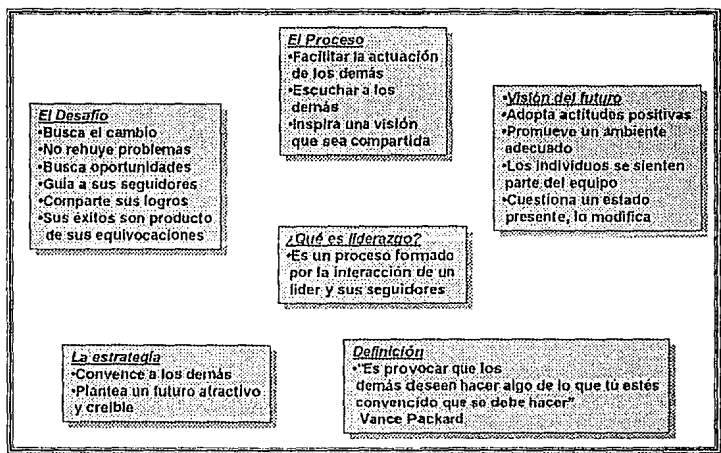 El Proceso
•Facilitar la actuación
de los demás
•Escuchar a los
demás
•Inspira una visión
que sea compartida
El Desafío
•Busca el cambio
•No rehuye problemas
•Busca oportunidades
•Guía a sus seguidores
•Comparte sus logros
•Sus éxitos son producto
de sus equivocaciones
•Visión del futuro
•Adopta actitudes positivas
•Promueve un ambiente
adecuado
•Los individuos se sienten
parte del equipo
•Cuestiona un estado
presente, lo modifica
¿Qué es liderazgo?
•Es un proceso formado
por la interacción de un
líder y sus seguidores
La estrategia
•Convence a los demás
•Plantea un futuro atractivo
y creíble
Definición
•"Es provocar que los
demás deseen hacer algo de lo que tú estés
convencido que se debe hacer"
Vance Packard